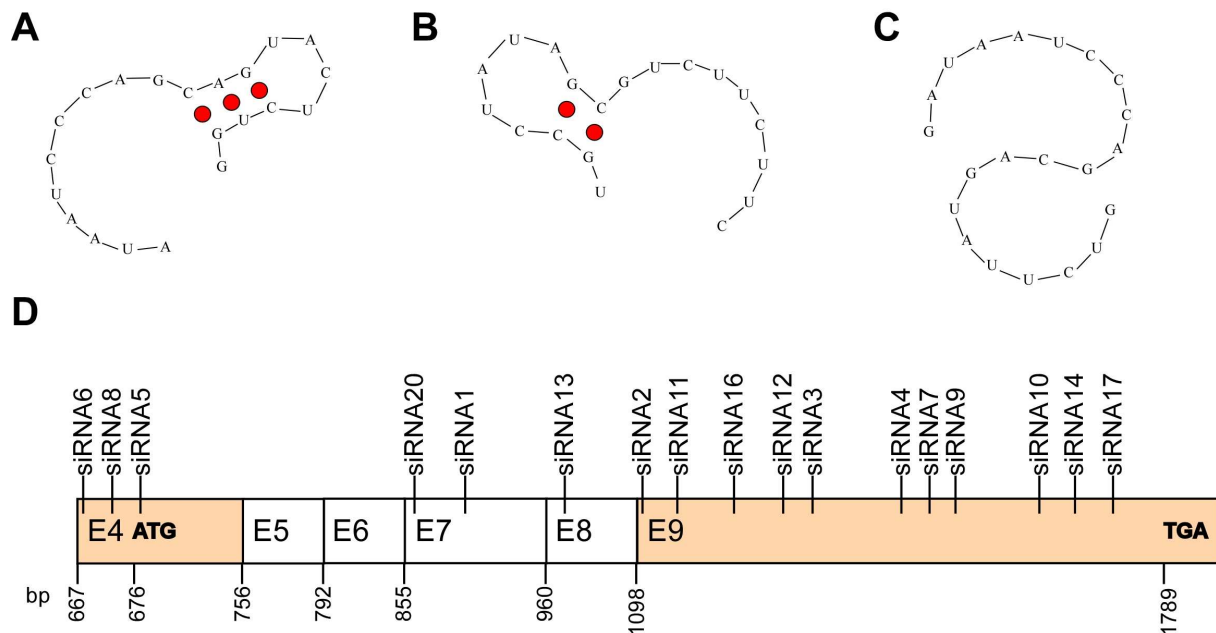 A
A U A A U C C C A G C A G U A C U C U G G
B
U G C C U A U A G C G U C U U C U U C
C
G A U A A U C C C A G C A G U A U U C U G
D
siRNA6
siRNA8
siRNA5
siRNA20
siRNA1
siRNA13
siRNA2
siRNA11
siRNA16
siRNA12
siRNA3
siRNA4
siRNA7
siRNA9
siRNA10
siRNA14
siRNA17
E4 ATG E5 E6 E7 E8 E9 TGA
bp 667 676 756 792 855 960 1098 1789